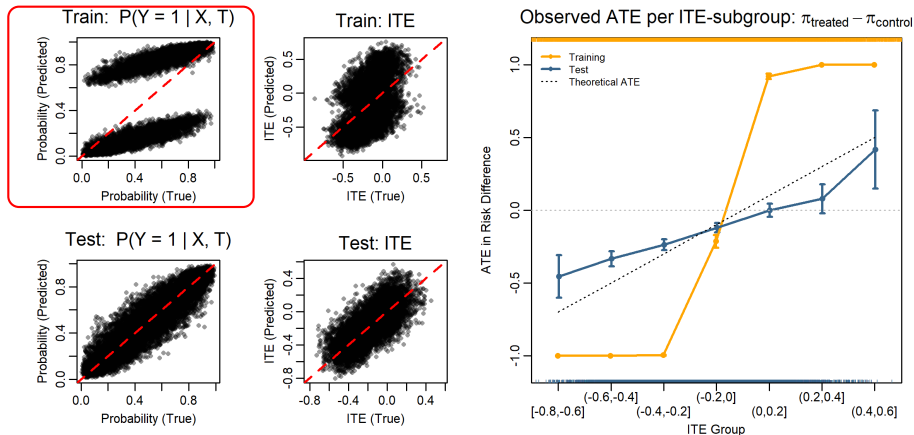 Train: P(Y = 1 | X, T)
Probability (Predicted)
0.0 0.4 0.8
0.0 0.2 0.4 0.6 0.8 1.0
Probability (True)
Train: ITE
ITE (Predicted)
-0.5 0.0 0.5
-0.5 0.0 0.5
ITE (True)
Test: P(Y = 1 | X, T)
Probability (Predicted)
0.0 0.4 0.8
0.0 0.2 0.4 0.6 0.8 1.0
Probability (True)
Test: ITE
ITE (Predicted)
-0.8 -0.4 0.0 0.4
-0.8 -0.4 0.0 0.4
ITE (True)
Observed ATE per ITE-subgroup: πtreated − πcontrol
Training
Test
Theoretical ATE
ATE in Risk Difference
1.0
0.5
0.0
-0.5
-1.0
(-0.6,-0.4] (-0.2,0] (0.2,0.4]
[-0.8,-0.6] (-0.4,-0.2] (0,0.2] (0.4,0.6]
ITE Group